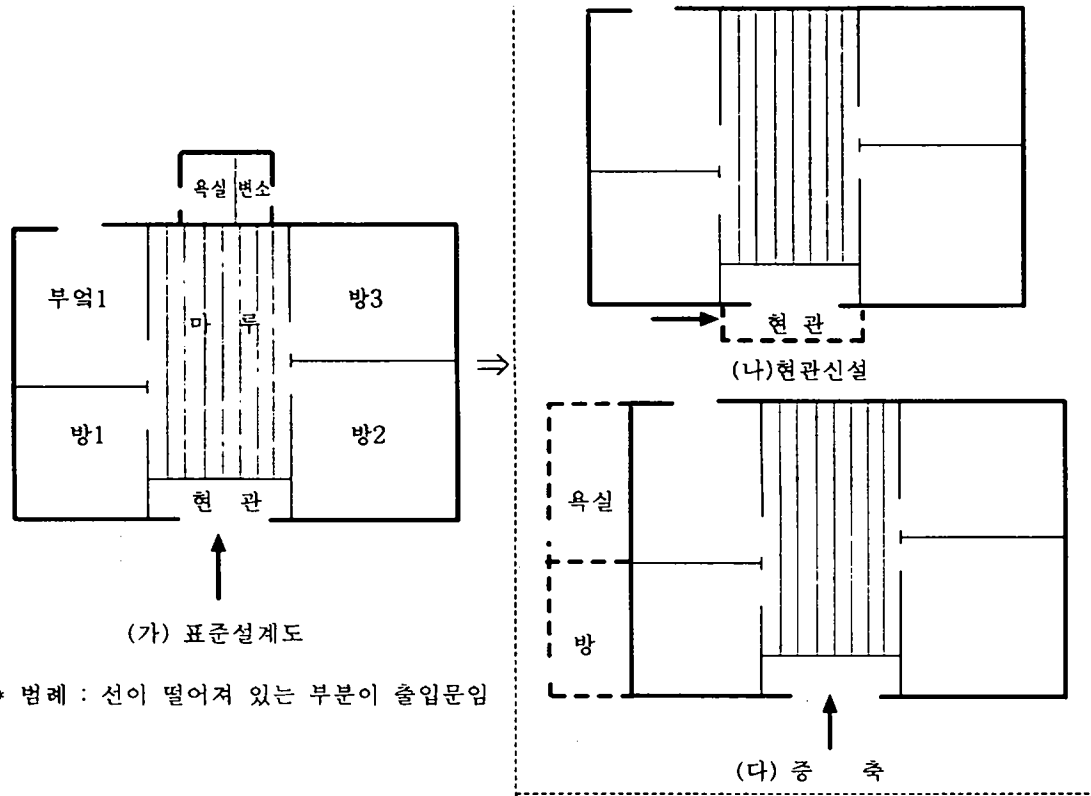 욕실 변소
부엌1
마 루
방3
방1
방2
현 관
(가) 표준설계도
* 범례 : 선이 떨어져 있는 부분이 출입문임
⇒
현 관
(나)현관신설
욕실
방
(다) 증 축